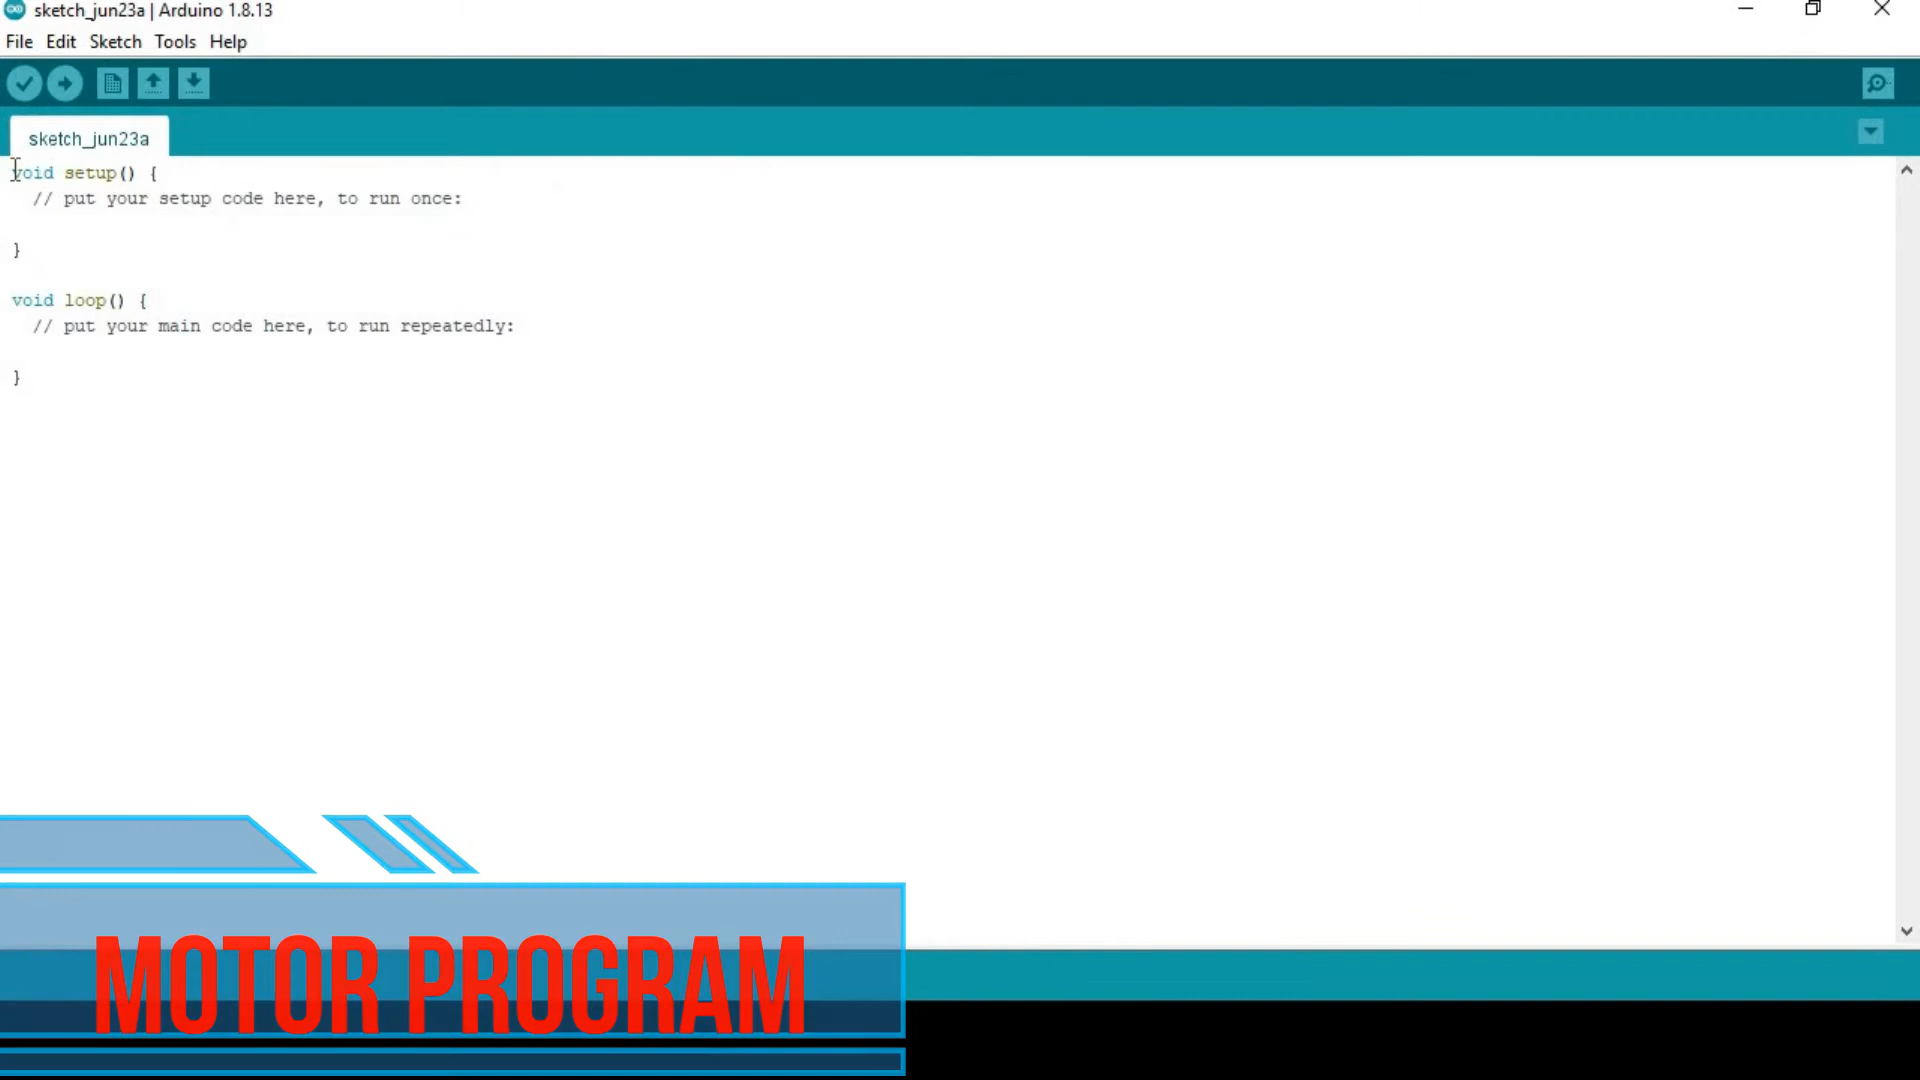 sketch_jun23a | Arduino 1.8.13
File Edit Sketch Tools Help
sketch_jun23a
void setup() {
// put your setup code here, to run once:
}
void loop() {
// put your main code here, to run repeatedly:
}
MOTOR PROGRAM